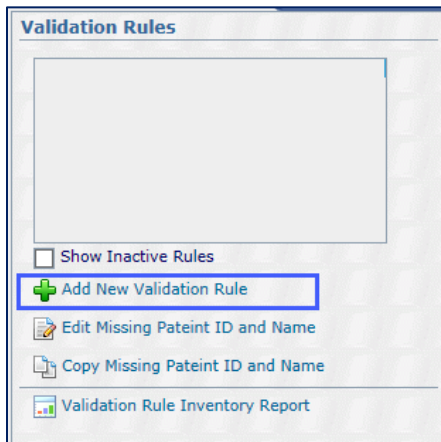 Validation Rules
Show Inactive Rules
Add New Validation Rule
Edit Missing Pateint ID and Name
Copy Missing Pateint ID and Name
Validation Rule Inventory Report